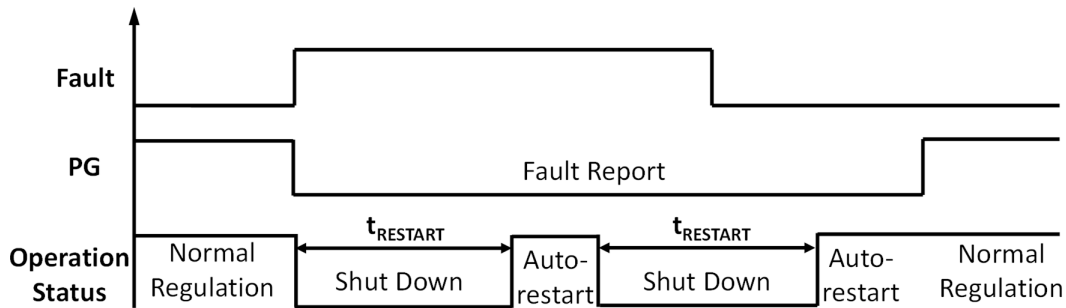 Fault
PG
Fault Report
Operation
Status
Normal
Regulation
tRESTART
Shut Down
Auto-
restart
tRESTART
Shut Down
Auto-
restart
Normal
Regulation